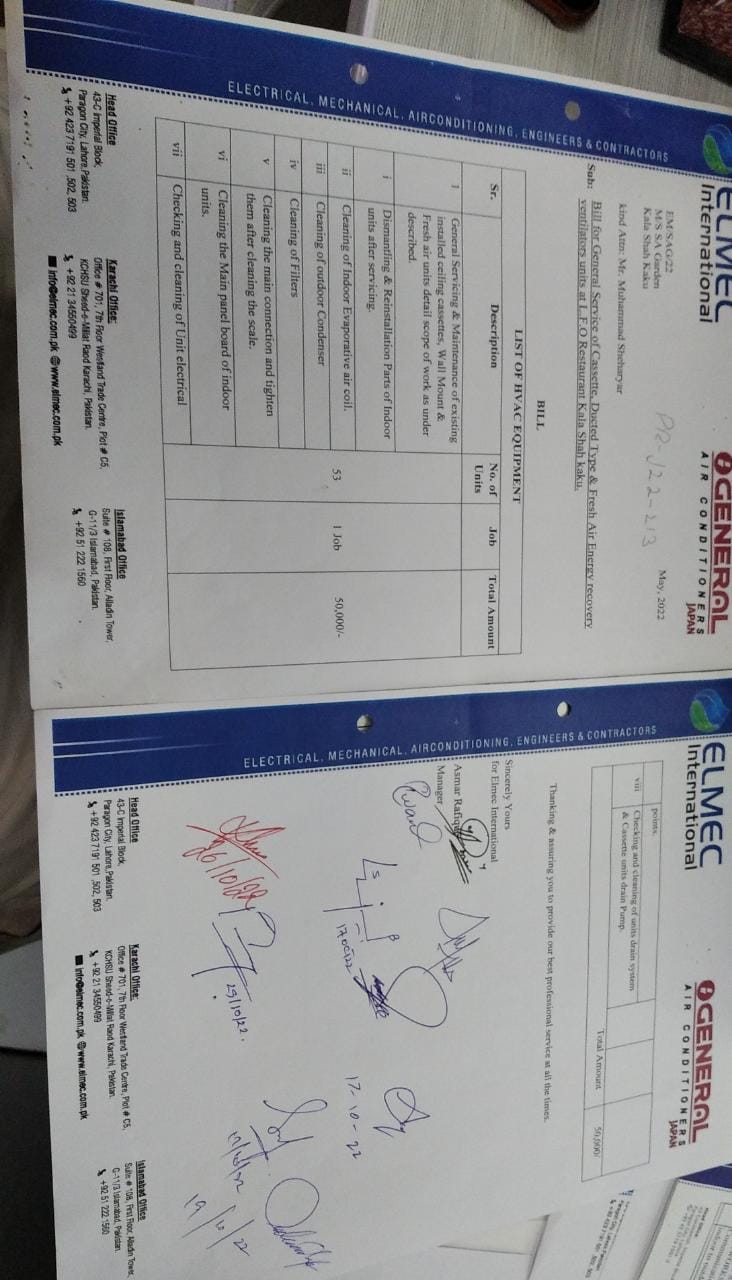 ELMEC
International
OGENERAL
AIR CONDITIONERS
JAPAN
ELECTRICAL, MECHANICAL, AIRCONDITIONING, ENGINEERS & CONTRACTORS
PR-J22-213
EM/SAG/22
May, 2022
M/S SA Garden
Kala Shah Kaku
kind Attn: Mr. Muhammad Sheharyar
Sub: Bill for General Service of Cassette, Ducted Type & Fresh Air Energy recovery
ventilators units at L.E.O Restaurant Kala Shah kaku.
BILL
LIST OF HVAC EQUIPMENT
Sr. Description No. of Units Job Total Amount
1 General Servicing & Maintenance of existing
installed ceiling cassettes, Wall Mount &
Fresh air units detail scope of work as under
described.
i Dismantling & Reinstallation Parts of Indoor
units after servicing.
ii Cleaning of Indoor Evaporative air coil.
53 1 Job 50,000/-
iii Cleaning of outdoor Condenser
iv Cleaning of Filters
v Cleaning the main connection and tighten
them after cleaning the scale.
vi Cleaning the Main panel board of indoor
units.
vii Checking and cleaning of Unit electrical
Head Office
43-C Imperial Block,
Paragon City, Lahore,Pakistan.
+92 423 7191 501 ,502, 503
Karachi Office:
Office # 701, 7th Floor Westland Trade Centre, Plot # C5,
KCHSU Sheed-e-Millat Raod Karachi, Pakistan.
+92 21 34550499
info@elmec.com.pk www.elmec.com.pk
Islamabad Office
Suite # 108, First Floor, Alladin Tower,
G-11/3 Islamabad, Pakistan.
+92 51 222 1560
ELMEC
International
OGENERAL
AIR CONDITIONERS
JAPAN
ELECTRICAL, MECHANICAL, AIRCONDITIONING, ENGINEERS & CONTRACTORS
points.
viii Checking and cleaning of units drain system
& Cassette units drain Pump.
Total Amount 50,000/
Thanking & assuring you to provide our best professional service at all the times.
Sincerely Yours
for Elmec International
Asmar Rafique
Manager
17-10-22
26/10/22
29/10/22.
19/10/22
Head Office
43-C Imperial Block,
Paragon City, Lahore,Pakistan.
+92 423 7191 501 ,502, 503
Karachi Office:
Office # 701, 7th Floor Westland Trade Centre, Plot # C5,
KCHSU Sheed-e-Millat Raod Karachi, Pakistan.
+92 21 34550499
info@elmec.com.pk www.elmec.com.pk
Islamabad Office
Suite # 108, First Floor, Alladin Tower,
G-11/3 Islamabad, Pakistan.
+92 51 222 1560